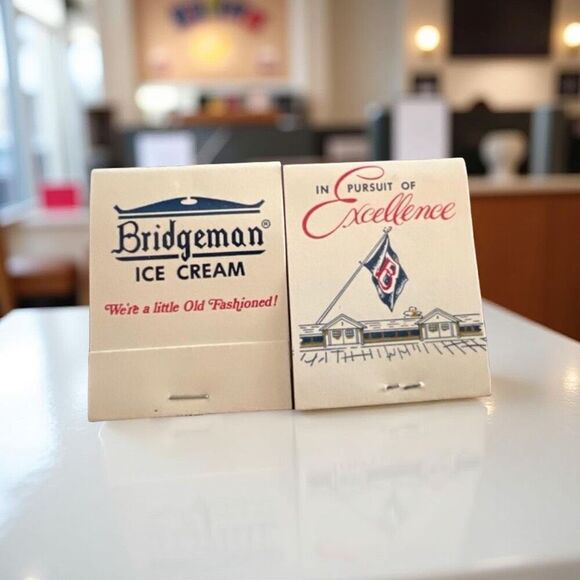 Bridgeman®
ICE CREAM
We're a little Old Fashioned!
IN PURSUIT OF
Excellence
B